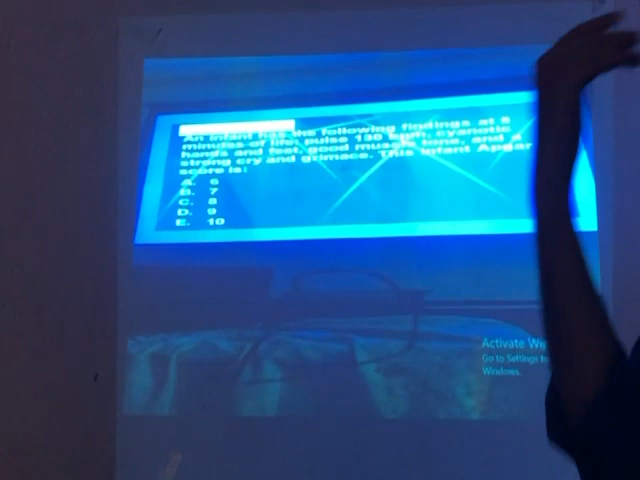 An infant has the following findings at 5
minutes of life: pulse 130 bpm, cyanotic
hands and feet, good muscle tone, and a
strong cry and grimace. This infant Apgar
score is:
A. 6
B. 7
C. 8
D. 9
E. 10
Activate Wi
Go to Settings to
Windows.